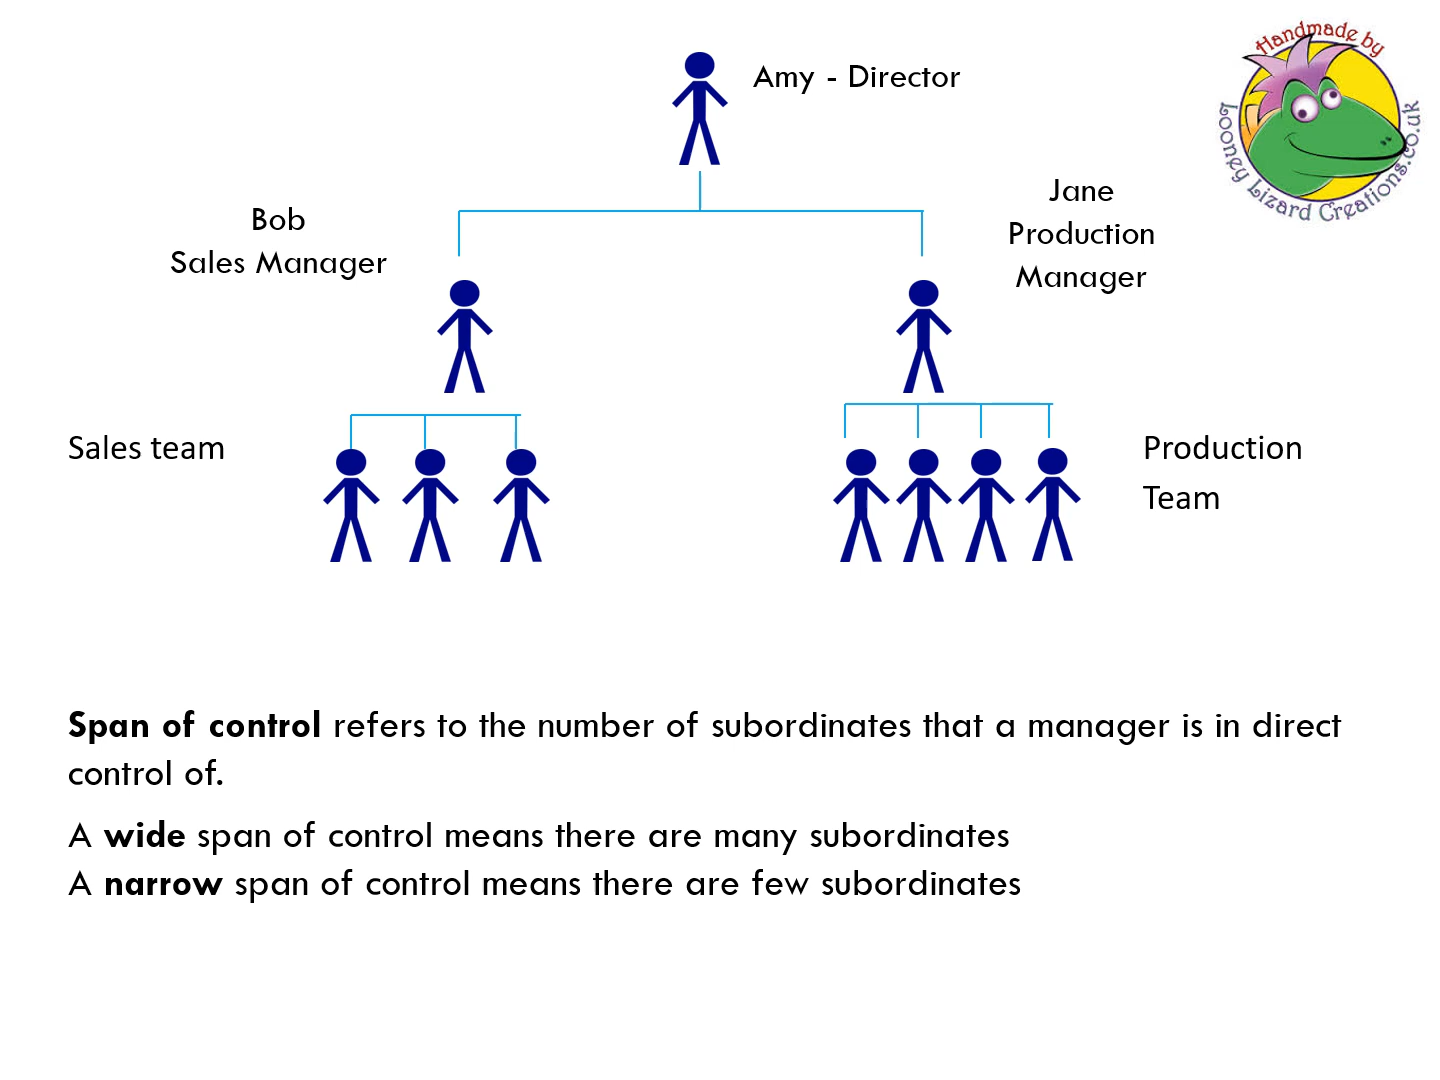 Handmade by
Looney Lizard Creations.co.uk
Amy - Director
Bob
Sales Manager
Jane
Production
Manager
Sales team
Production
Team
Span of control refers to the number of subordinates that a manager is in direct
control of.
A wide span of control means there are many subordinates
A narrow span of control means there are few subordinates